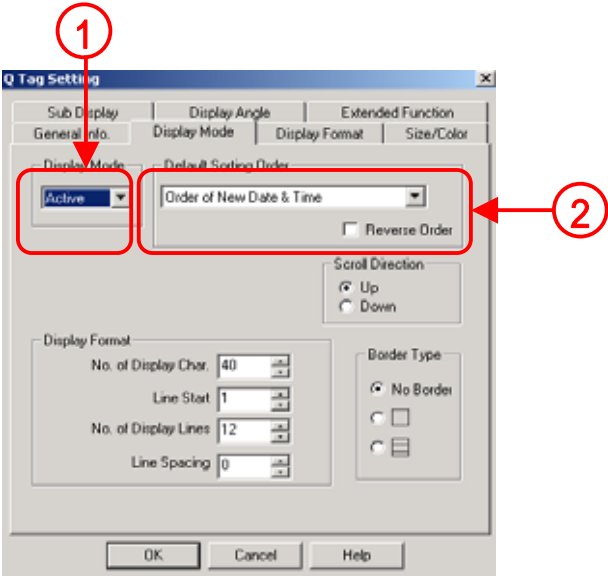 1
Q Tag Setting
Sub Display Display Angle Extended Function
General Info. Display Mode Display Format Size/Color
Display Mode Default Sorting Order
Active Order of New Date & Time
2
Reverse Order
Scroll Direction
Up
Down
Display Format
No. of Display Char. 40
Line Start 1
No. of Display Lines 12
Line Spacing 0
Border Type
No Border
OK Cancel Help